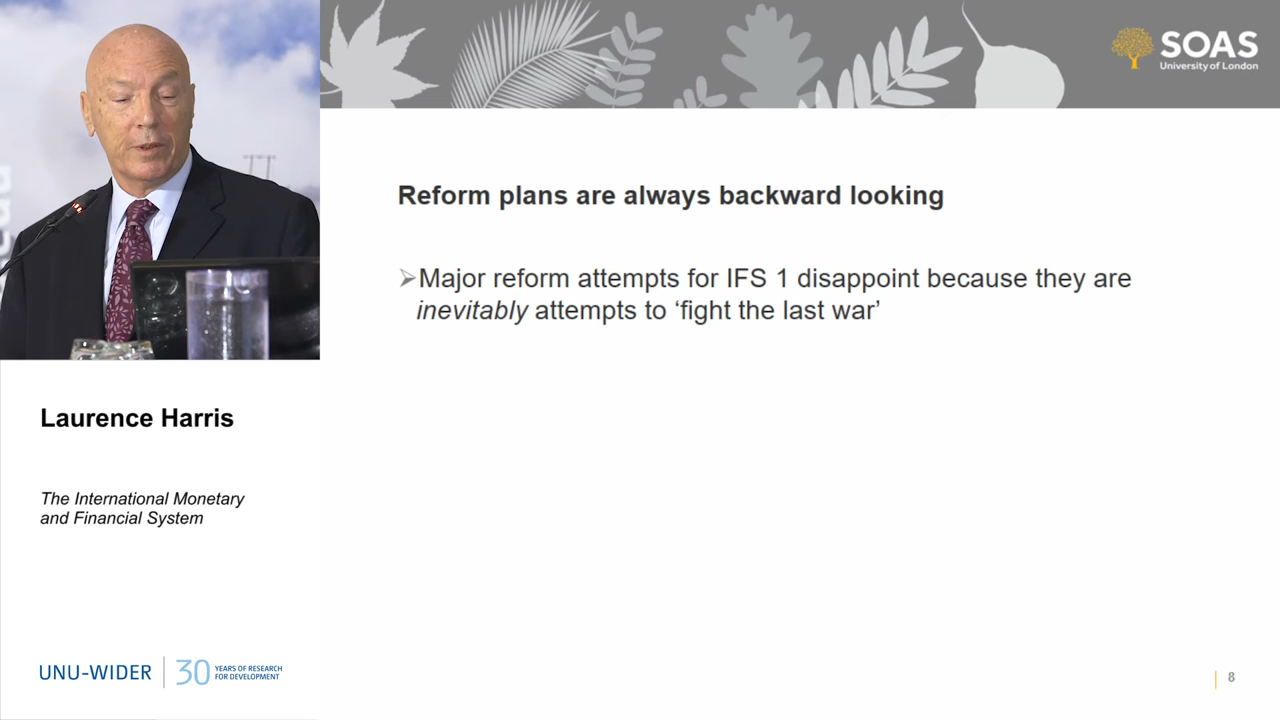 SOAS
University of London
Reform plans are always backward looking
➢Major reform attempts for IFS 1 disappoint because they are
inevitably attempts to ‘fight the last war’
Laurence Harris
The International Monetary
and Financial System
UNU-WIDER
30 YEARS OF RESEARCH
FOR DEVELOPMENT
8